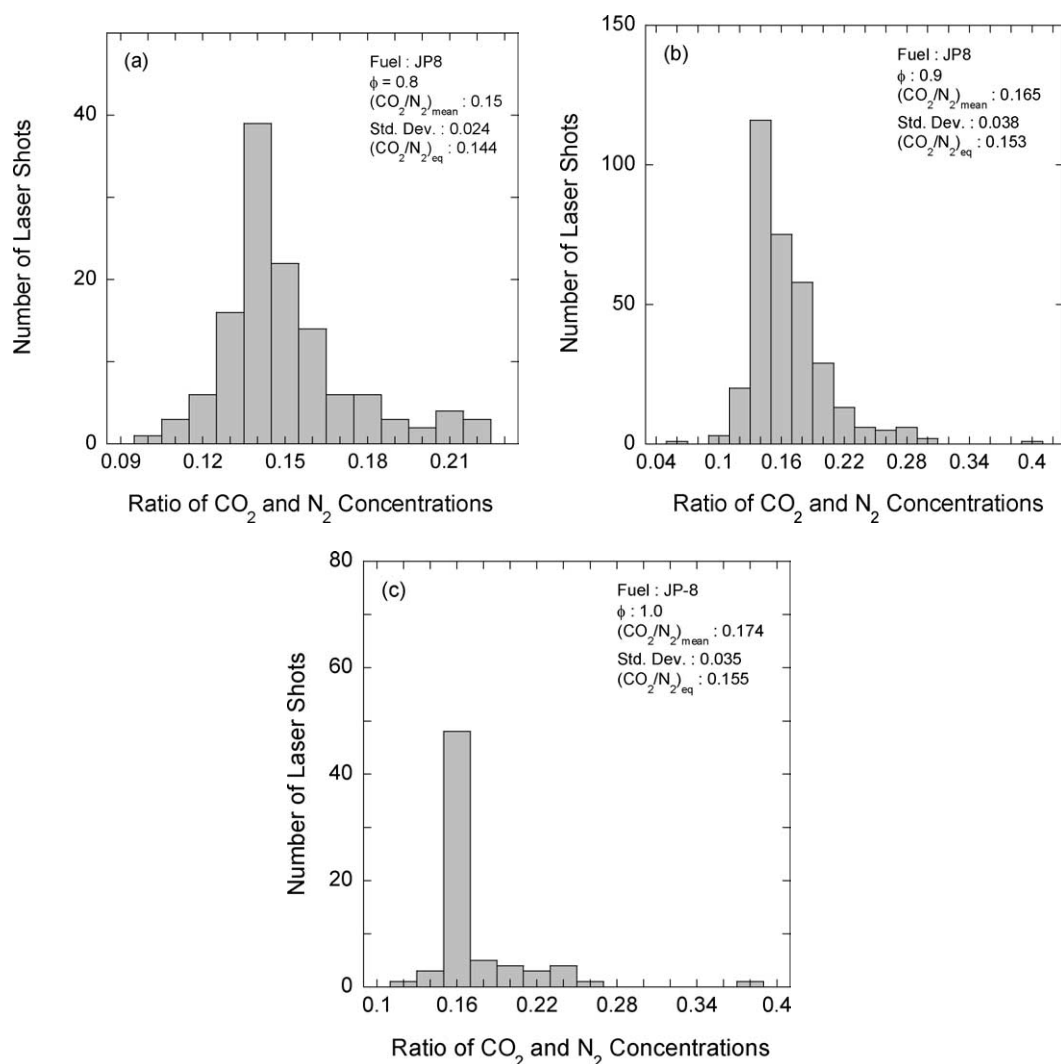 (a)
Fuel : JP8
ϕ = 0.8
(CO₂/N₂)mean : 0.15
Std. Dev. : 0.024
(CO₂/N₂)eq : 0.144
Number of Laser Shots
40
20
0
0.09 0.12 0.15 0.18 0.21
Ratio of CO₂ and N₂ Concentrations
(b)
Fuel : JP8
ϕ : 0.9
(CO₂/N₂)mean : 0.165
Std. Dev. : 0.038
(CO₂/N₂)eq : 0.153
Number of Laser Shots
150
100
50
0
0.04 0.1 0.16 0.22 0.28 0.34 0.4
Ratio of CO₂ and N₂ Concentrations
(c)
Fuel : JP-8
ϕ : 1.0
(CO₂/N₂)mean : 0.174
Std. Dev. : 0.035
(CO₂/N₂)eq : 0.155
Number of Laser Shots
80
60
40
20
0
0.1 0.16 0.22 0.28 0.34 0.4
Ratio of CO₂ and N₂ Concentrations